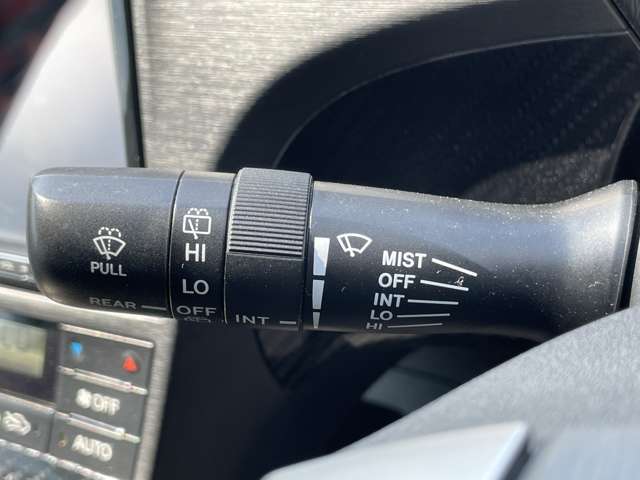 PULL
REAR
HI
LO
OFF
INT
MIST
OFF
INT
LO
HI
OFF
AUTO